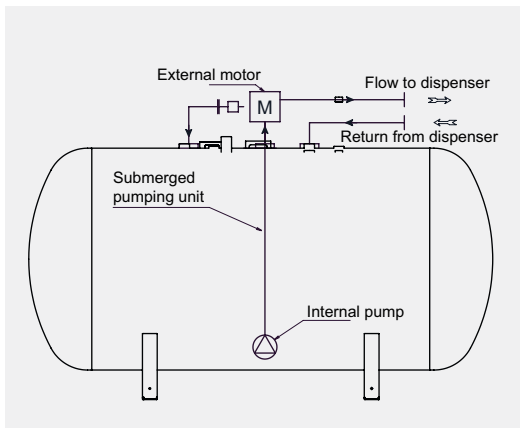 External motor
Flow to dispenser
M
Return from dispenser
Submerged
pumping unit
Internal pump